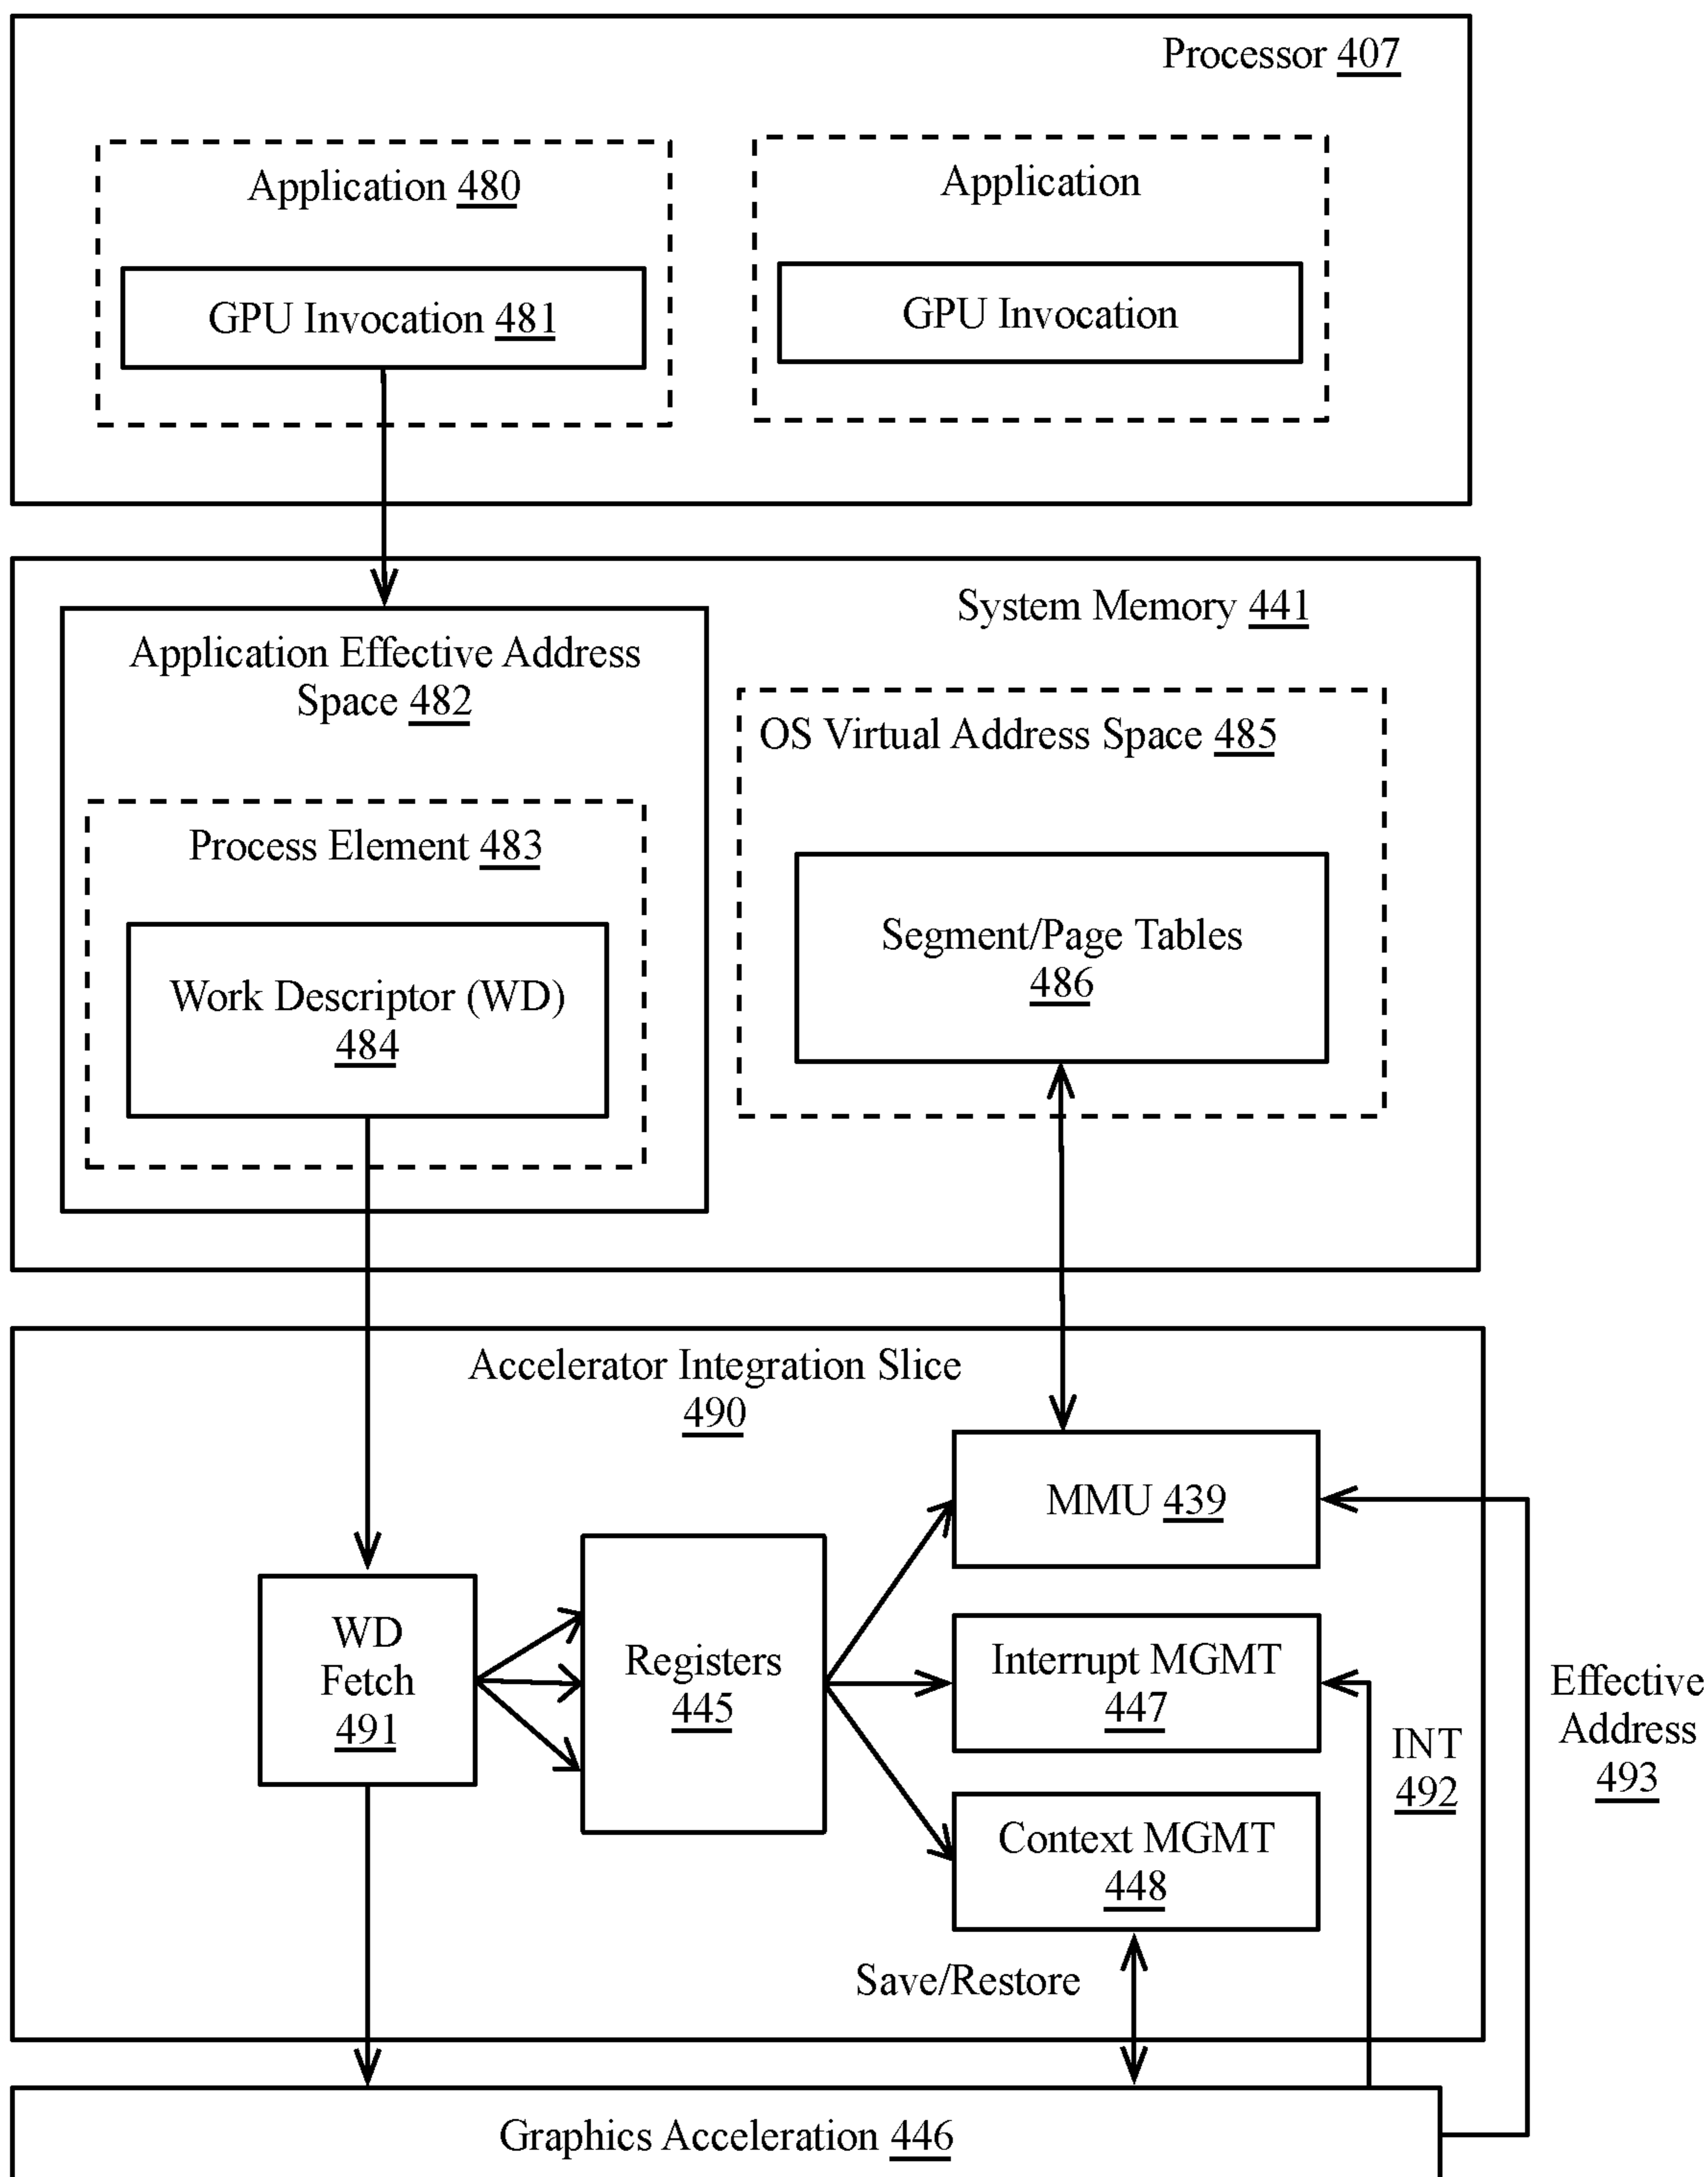 Processor 407
Application 480
Application
GPU Invocation 481
GPU Invocation
System Memory 441
Application Effective Address
Space 482
OS Virtual Address Space 485
Process Element 483
Segment/Page Tables
486
Work Descriptor (WD)
484
Accelerator Integration Slice
490
MMU 439
WD
Fetch
491
Registers
445
Interrupt MGMT
447
INT
492
Effective
Address
493
Context MGMT
448
Save/Restore
Graphics Acceleration 446